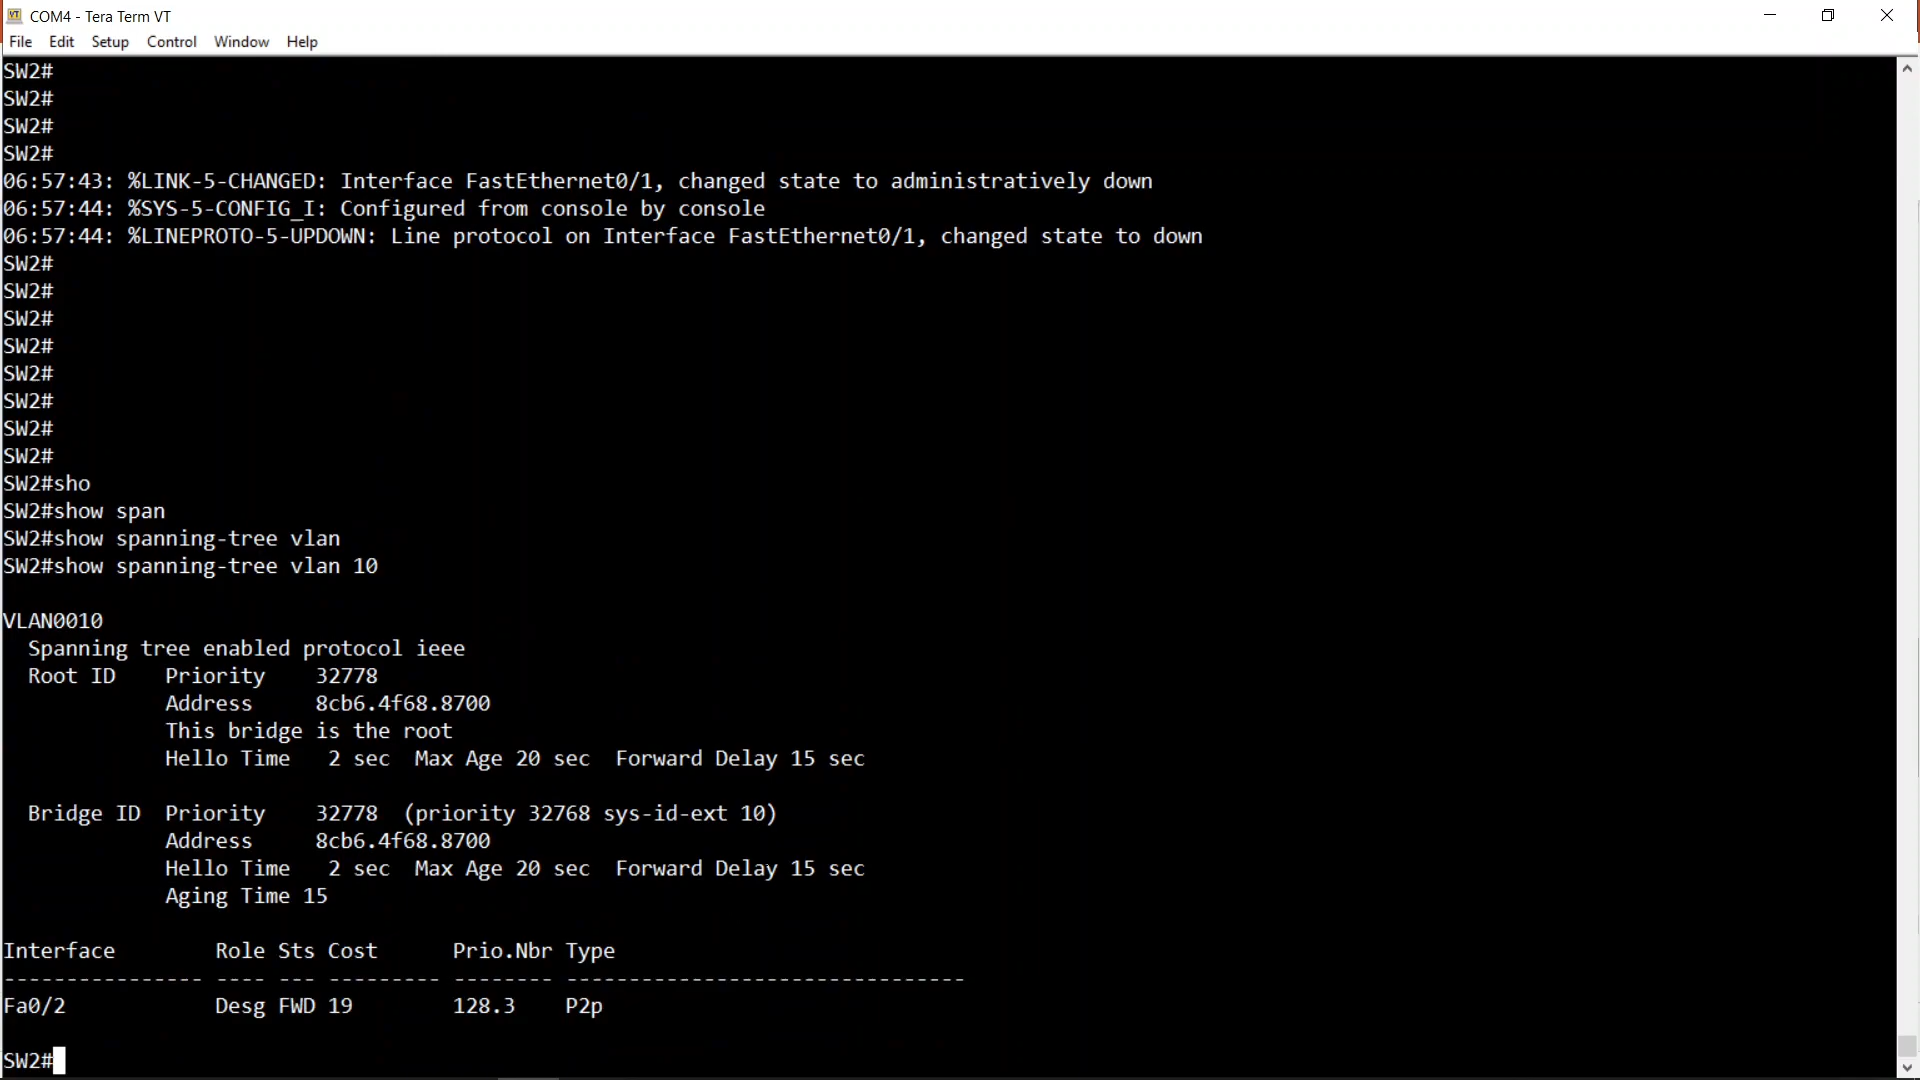 COM4 - Tera Term VT
File Edit Setup Control Window Help
SW2#
SW2#
SW2#
SW2#
06:57:43: %LINK-5-CHANGED: Interface FastEthernet0/1, changed state to administratively down
06:57:44: %SYS-5-CONFIG_I: Configured from console by console
06:57:44: %LINEPROTO-5-UPDOWN: Line protocol on Interface FastEthernet0/1, changed state to down
SW2#
SW2#
SW2#
SW2#
SW2#
SW2#
SW2#
SW2#
SW2#sho
SW2#show span
SW2#show spanning-tree vlan
SW2#show spanning-tree vlan 10

VLAN0010
  Spanning tree enabled protocol ieee
  Root ID    Priority    32778
             Address     8cb6.4f68.8700
             This bridge is the root
             Hello Time   2 sec  Max Age 20 sec  Forward Delay 15 sec

  Bridge ID  Priority    32778  (priority 32768 sys-id-ext 10)
             Address     8cb6.4f68.8700
             Hello Time   2 sec  Max Age 20 sec  Forward Delay 15 sec
             Aging Time 15

Interface        Role Sts Cost      Prio.Nbr Type
---------------- ---- --- --------- -------- --------------------------------
Fa0/2            Desg FWD 19        128.3    P2p

SW2#